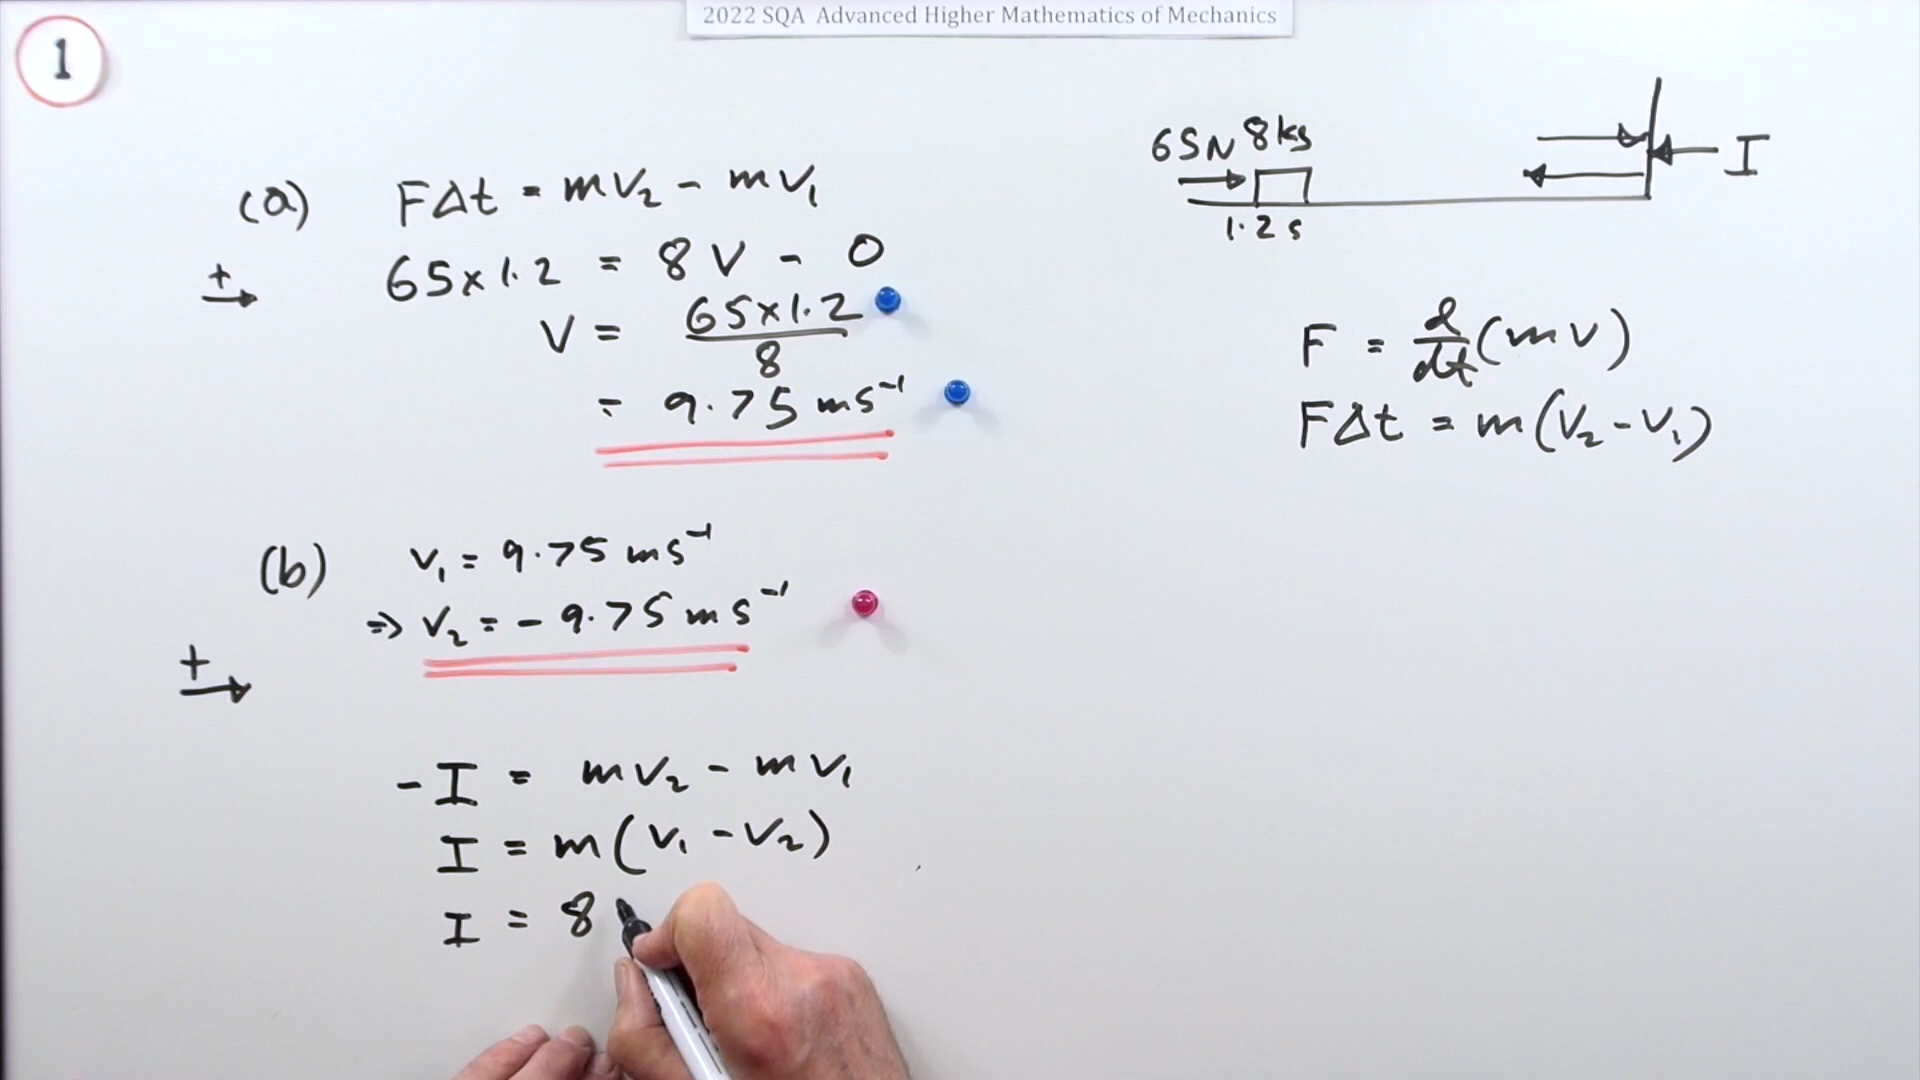 2022 SQA Advanced Higher Mathematics of Mechanics
1
(a) FΔt = mv₂ - mv₁
+
65×1.2 = 8V - 0
V = 65×1.2
8
= 9.75 ms⁻¹
(b) v₁ = 9.75 ms⁻¹
⇒ v₂ = - 9.75 ms⁻¹
+
-I = mv₂ - mv₁
I = m(v₁ - v₂)
I = 8
65N 8kg
I
1.2s
F = d/dt (mv)
FΔt = m(v₂-v₁)